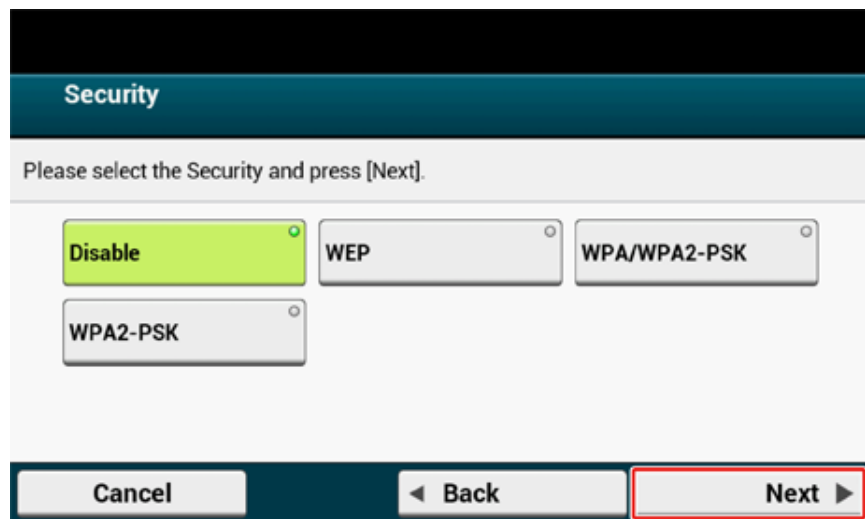 Security
Please select the Security and press [Next].
Disable
WEP
WPA/WPA2-PSK
WPA2-PSK
Cancel
Back
Next